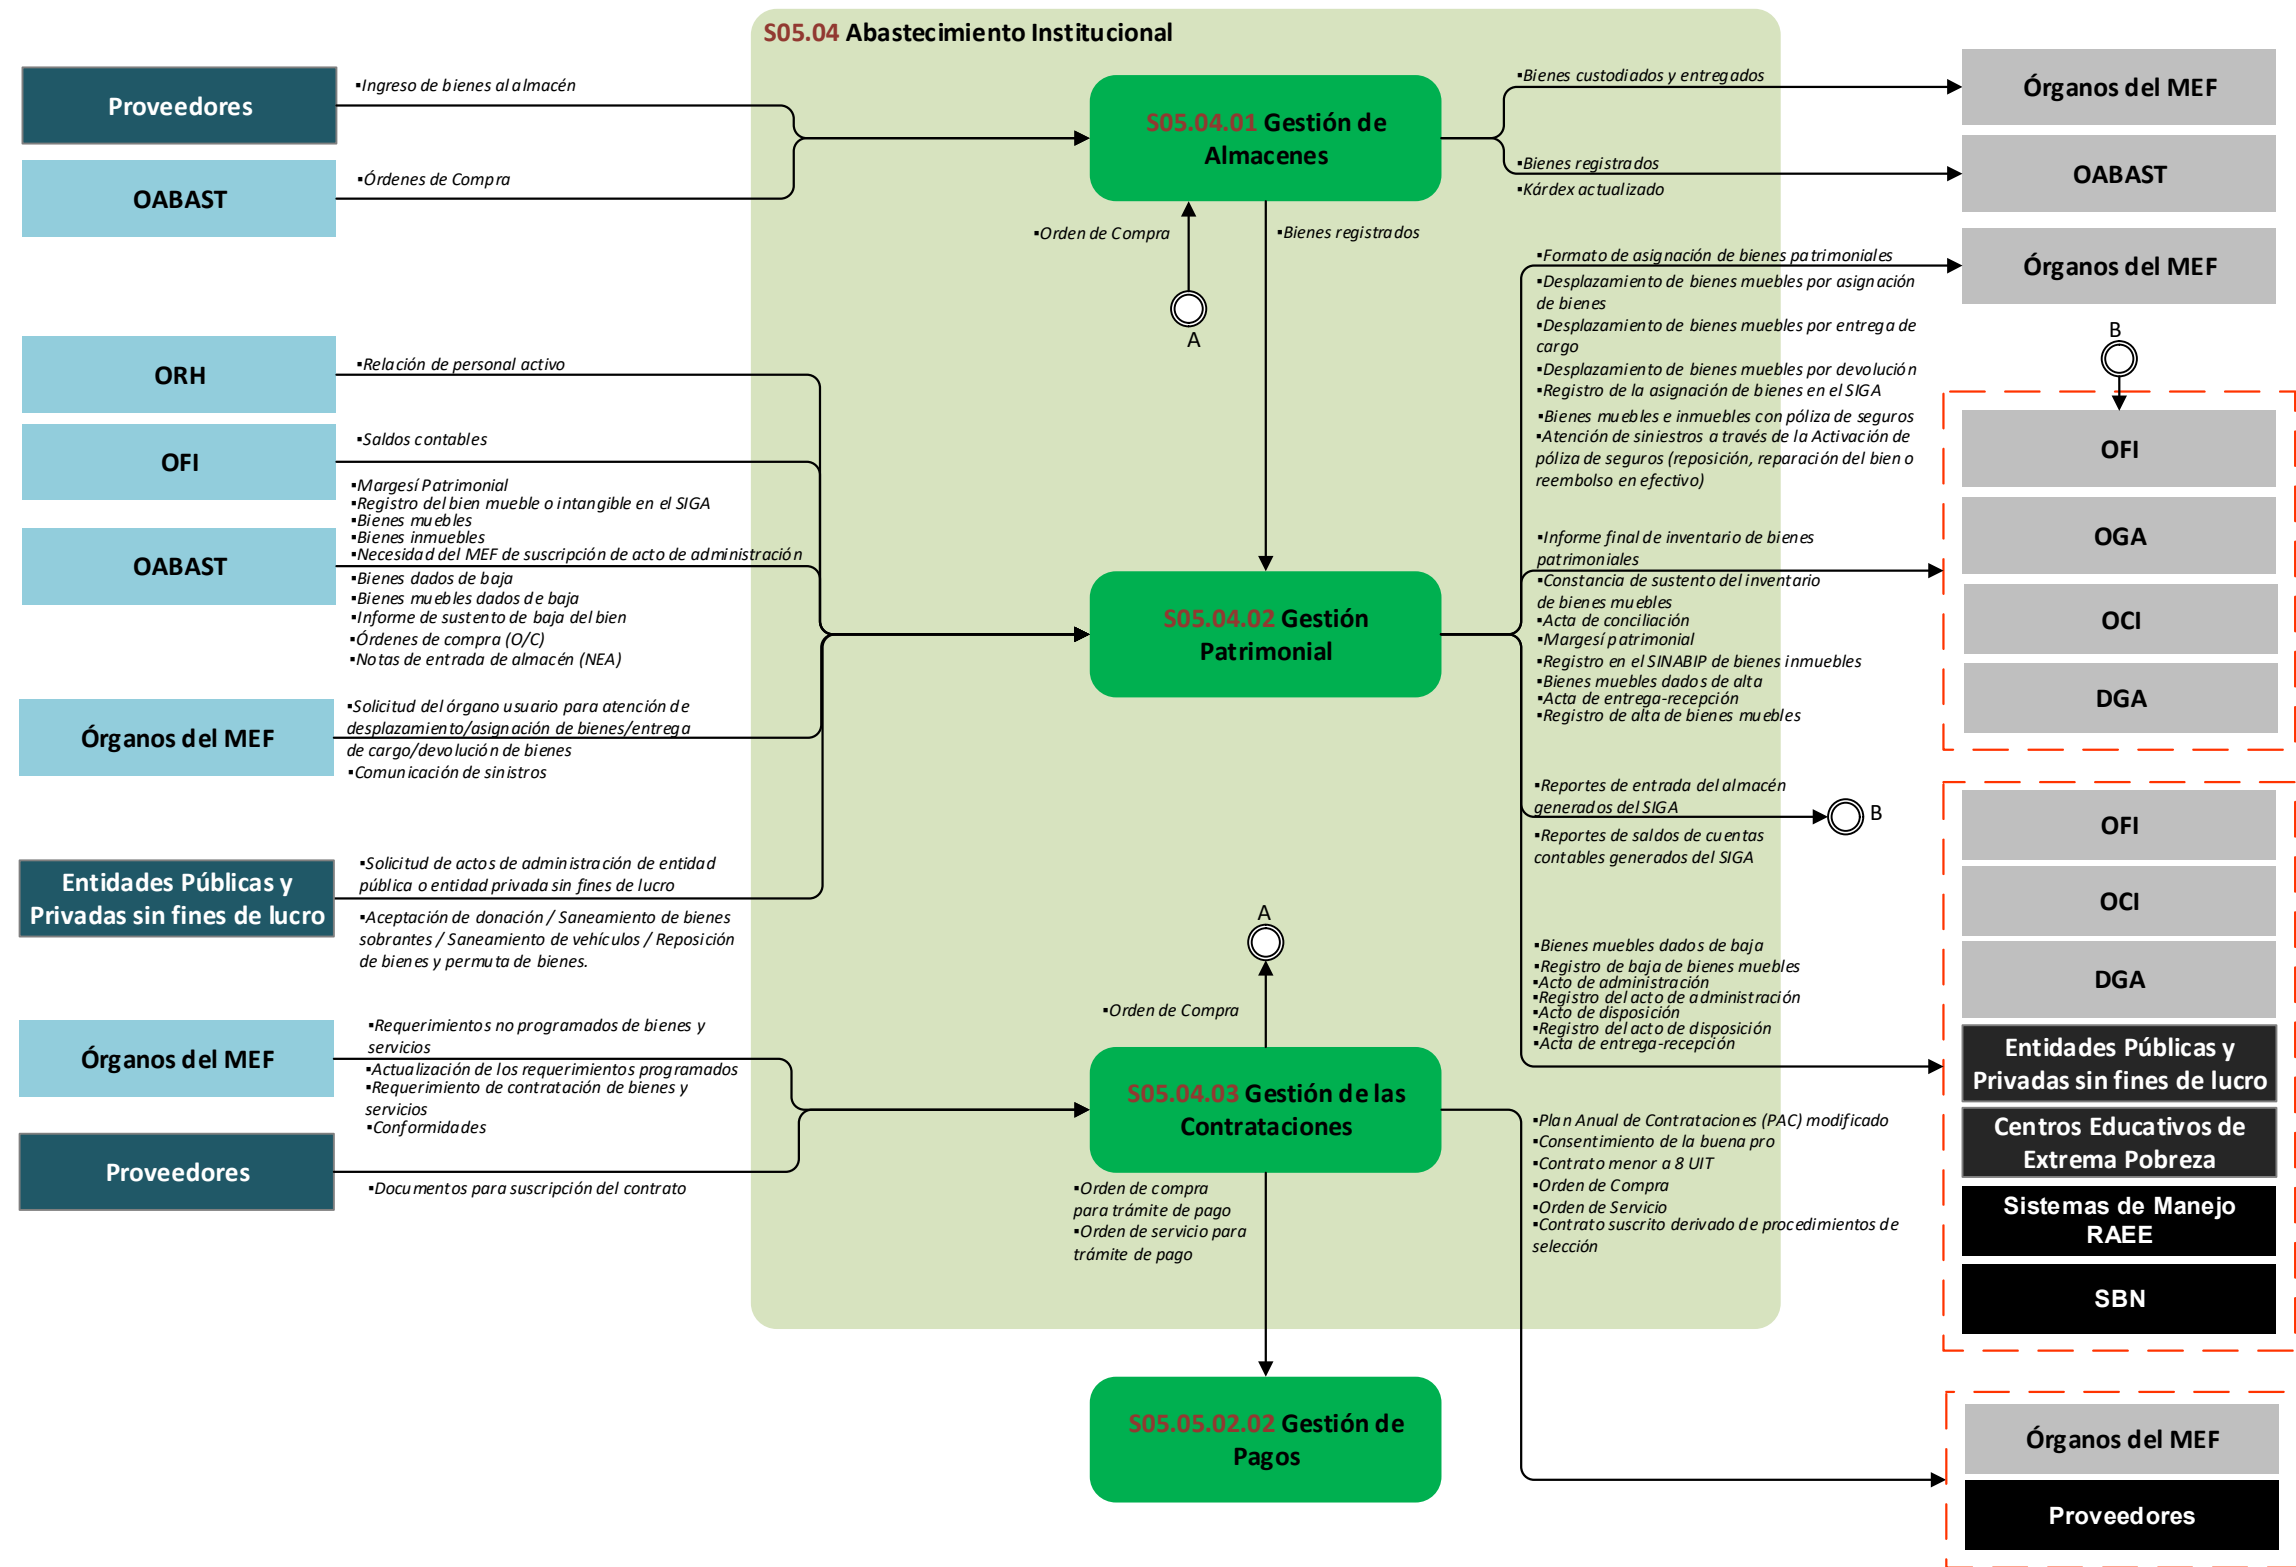 S05.04 Abastecimiento Institucional
Proveedores
▪Ingreso de bienes al almacén
OABAST
▪Órdenes de Compra
S05.04.01 Gestión de
Almacenes
▪Bienes custodiados y entregados
Órganos del MEF
▪Bienes registrados
▪Kárdex actualizado
OABAST
▪Orden de Compra
A
▪Bienes registrados
ORH
▪Relación de personal activo
OFI
▪Saldos contables
OABAST
▪Margesí Patrimonial
▪Registro del bien mueble o intangible en el SIGA
▪Bienes muebles
▪Bienes inmuebles
▪Necesidad del MEF de suscripción de acto de administración
▪Bienes dados de baja
▪Bienes muebles dados de baja
▪Informe de sustento de baja del bien
▪Órdenes de compra (O/C)
▪Notas de entrada de almacén (NEA)
Órganos del MEF
▪Solicitud del órgano usuario para atención de
desplazamiento/asignación de bienes/entrega
de cargo/devolución de bienes
▪Comunicación de sinistros
Entidades Públicas y
Privadas sin fines de lucro
▪Solicitud de actos de administración de entidad
pública o entidad privada sin fines de lucro
▪Aceptación de donación / Saneamiento de bienes
sobrantes / Saneamiento de vehículos / Reposición
de bienes y permuta de bienes.
S05.04.02 Gestión
Patrimonial
▪Formato de asignación de bienes patrimoniales
▪Desplazamiento de bienes muebles por asignación
de bienes
▪Desplazamiento de bienes muebles por entrega de
cargo
▪Desplazamiento de bienes muebles por devolución
▪Registro de la asignación de bienes en el SIGA
▪Bienes muebles e inmuebles con póliza de seguros
▪Atención de siniestros a través de la Activación de
póliza de seguros (reposición, reparación del bien o
reembolso en efectivo)
Órganos del MEF
B
▪Informe final de inventario de bienes
patrimoniales
▪Constancia de sustento del inventario
de bienes muebles
▪Acta de conciliación
▪Margesí patrimonial
▪Registro en el SINABIP de bienes inmuebles
▪Bienes muebles dados de alta
▪Acta de entrega-recepción
▪Registro de alta de bienes muebles
OFI
OGA
OCI
DGA
▪Reportes de entrada del almacén
generados del SIGA
▪Reportes de saldos de cuentas
contables generados del SIGA
B
▪Bienes muebles dados de baja
▪Registro de baja de bienes muebles
▪Acto de administración
▪Registro del acto de administración
▪Acto de disposición
▪Registro del acto de disposición
▪Acta de entrega-recepción
OFI
OCI
DGA
Entidades Públicas y
Privadas sin fines de lucro
Centros Educativos de
Extrema Pobreza
Sistemas de Manejo
RAEE
SBN
A
▪Orden de Compra
Órganos del MEF
▪Requerimientos no programados de bienes y
servicios
▪Actualización de los requerimientos programados
▪Requerimiento de contratación de bienes y
servicios
▪Conformidades
Proveedores
▪Documentos para suscripción del contrato
S05.04.03 Gestión de las
Contrataciones
▪Orden de compra
para trámite de pago
▪Orden de servicio para
trámite de pago
▪Plan Anual de Contrataciones (PAC) modificado
▪Consentimiento de la buena pro
▪Contrato menor a 8 UIT
▪Orden de Compra
▪Orden de Servicio
▪Contrato suscrito derivado de procedimientos de
selección
S05.05.02.02 Gestión de
Pagos
Órganos del MEF
Proveedores